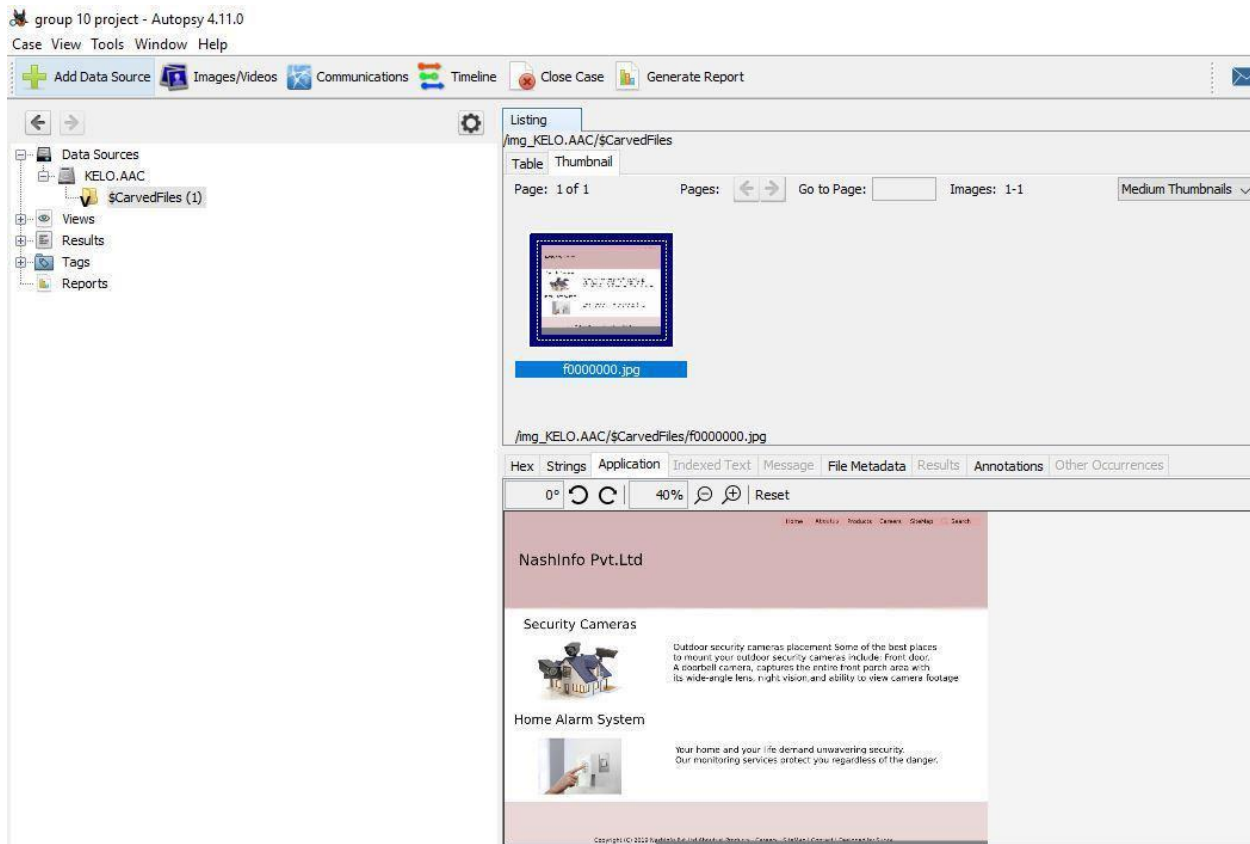 group 10 project - Autopsy 4.11.0
Case View Tools Window Help
Add Data Source Images/Videos Communications Timeline Close Case Generate Report
Data Sources
KELO.AAC
$CarvedFiles (1)
Views
Results
Tags
Reports
Listing
/img_KELO.AAC/$CarvedFiles
Table Thumbnail
Page: 1 of 1 Pages: Go to Page: Images: 1-1 Medium Thumbnails
f0000000.jpg
/img_KELO.AAC/$CarvedFiles/f0000000.jpg
Hex Strings Application Indexed Text Message File Metadata Results Annotations Other Occurrences
0° 40% Reset
Home Products Careers SiteMap Search
NashInfo Pvt.Ltd
Security Cameras
Outdoor security cameras placement Some of the best places
to mount your outdoor security cameras include: Front door.
A doorbell camera, captures the entire front porch area with
its wide-angle lens, night vision,and ability to view camera footage
Home Alarm System
Your home and your life demand unwavering security.
Our monitoring services protect you regardless of the danger.
Copyright (C) 2019